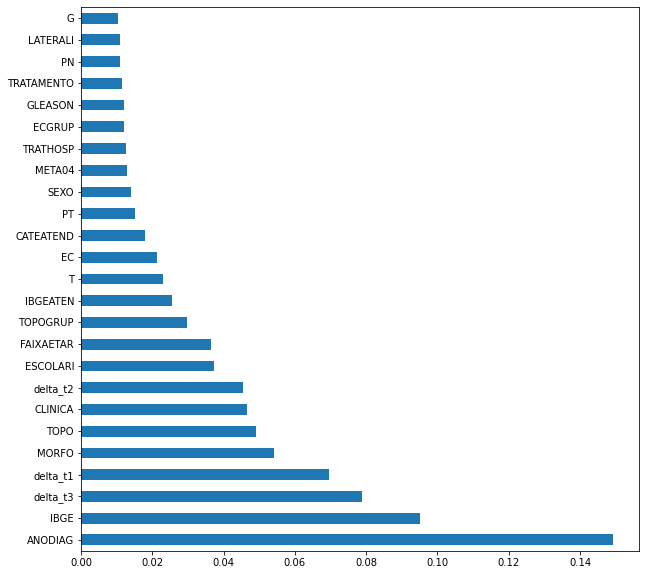 G
LATERALI
PN
TRATAMENTO
GLEASON
ECGRUP
TRATHOSP
META04
SEXO
PT
CATEATEND
EC
T
IBGEATEN
TOPOGRUP
FAIXAETAR
ESCOLARI
delta_t2
CLINICA
TOPO
MORFO
delta_t1
delta_t3
IBGE
ANODIAG
0.00 0.02 0.04 0.06 0.08 0.10 0.12 0.14